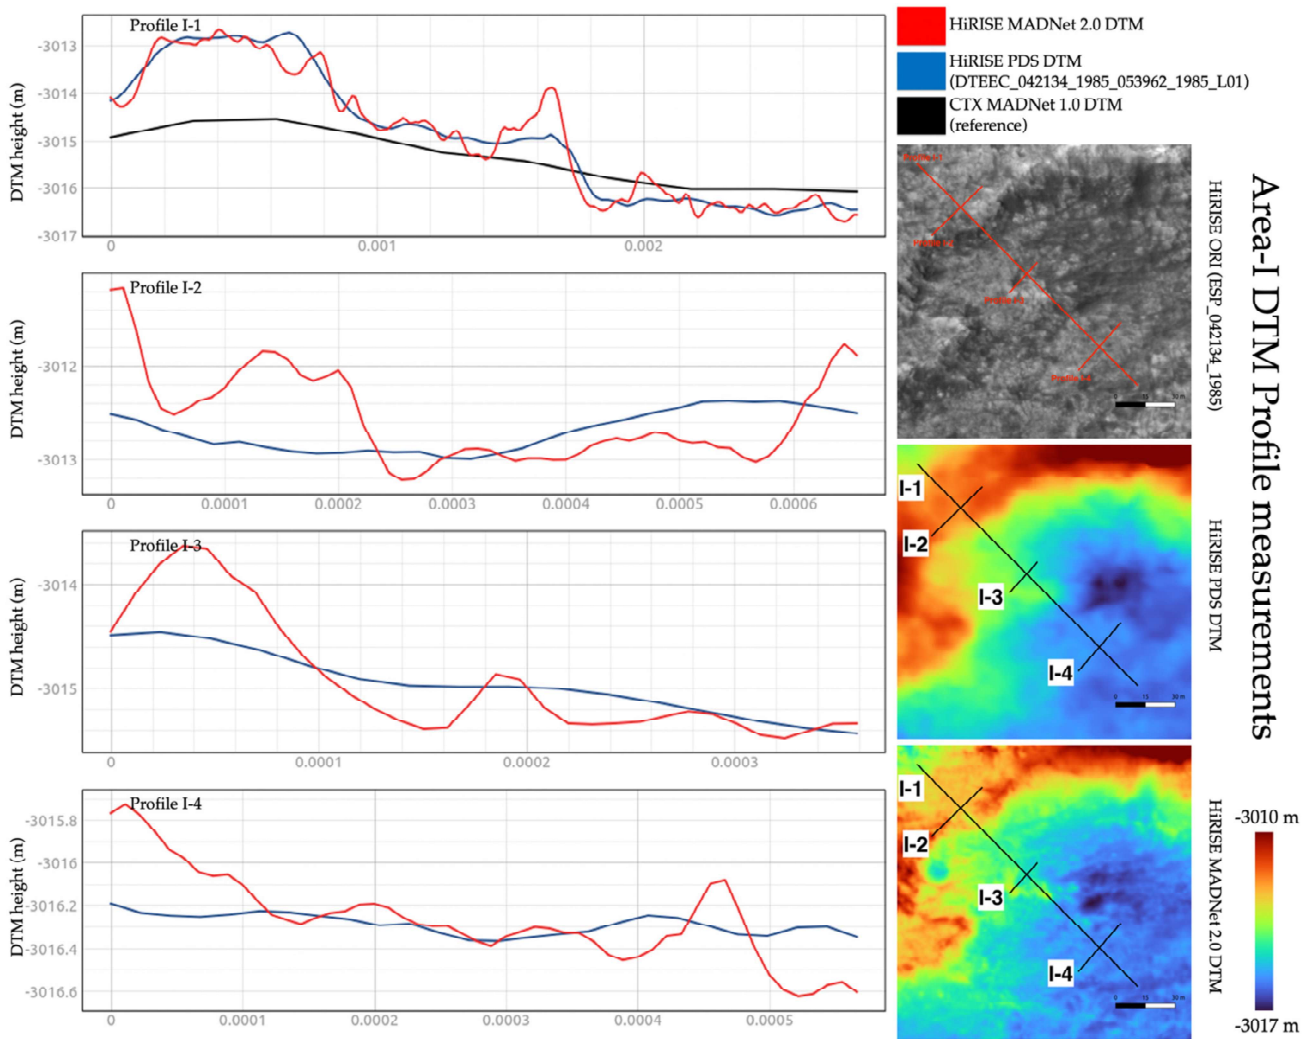 Profile I-1
-3013
-3014
-3015
-3016
-3017
DTM height (m)
0 0.001 0.002
Profile I-2
-3012
-3013
DTM height (m)
0 0.0001 0.0002 0.0003 0.0004 0.0005 0.0006
Profile I-3
-3014
-3015
DTM height (m)
0 0.0001 0.0002 0.0003
Profile I-4
-3015.8
-3016
-3016.2
-3016.4
-3016.6
DTM height (m)
0 0.0001 0.0002 0.0003 0.0004 0.0005
HiRISE MADNet 2.0 DTM
HiRISE PDS DTM
(DTEEC_042134_1985_053962_1985_L01)
CTX MADNet 1.0 DTM
(reference)
HiRISE ORI (ESP_042134_1985)
I-1
I-2
I-3
I-4
HiRISE PDS DTM
I-1
I-2
I-3
I-4
HiRISE MADNet 2.0 DTM
Area-I DTM Profile measurements
-3010 m
-3017 m